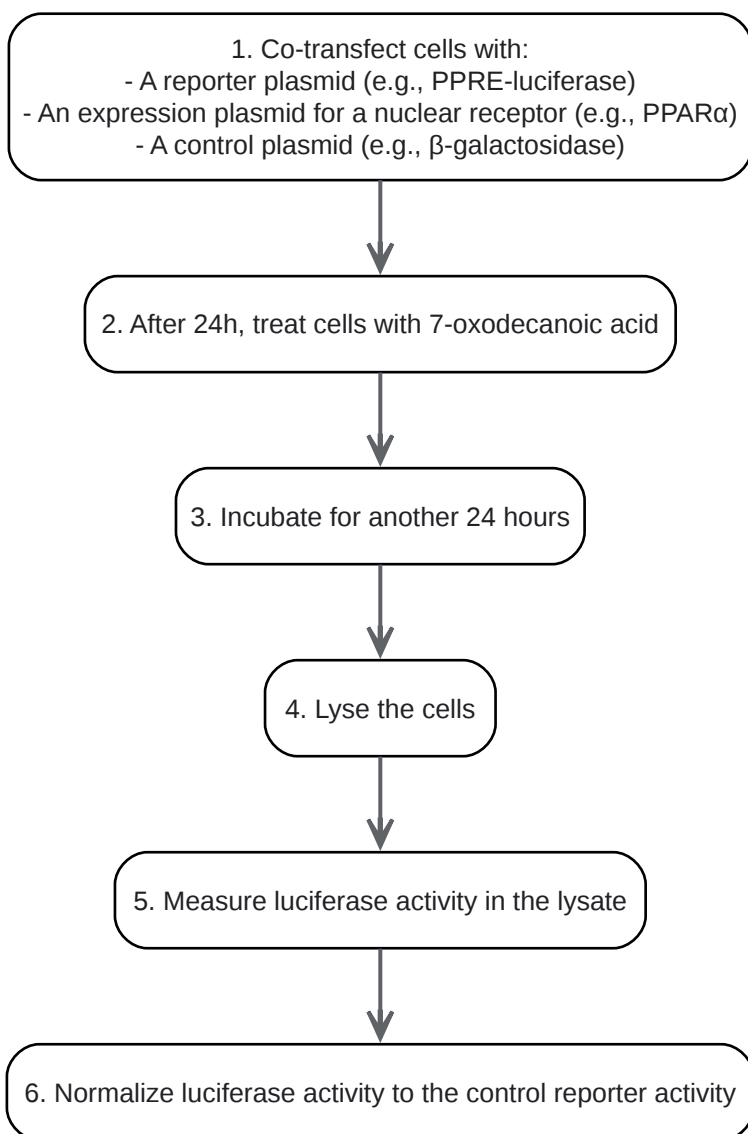 1. Co-transfect cells with:
- A reporter plasmid (e.g., PPRE-luciferase)
- An expression plasmid for a nuclear receptor (e.g., PPARα)
- A control plasmid (e.g., β-galactosidase)
2. After 24h, treat cells with 7-oxodecanoic acid
3. Incubate for another 24 hours
4. Lyse the cells
5. Measure luciferase activity in the lysate
6. Normalize luciferase activity to the control reporter activity